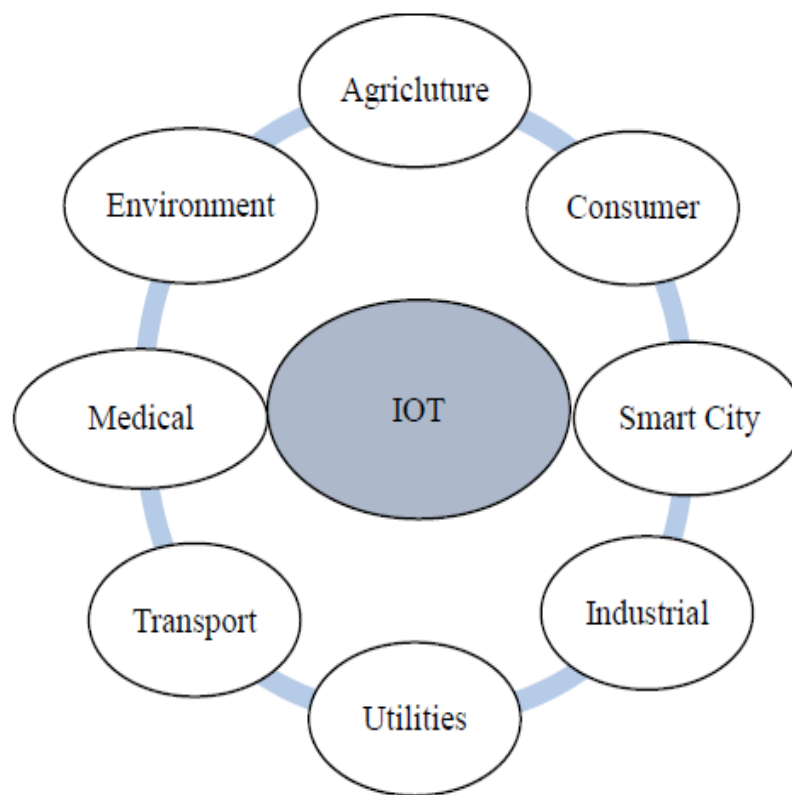 Agricluture
Environment
Consumer
Medical
IOT
Smart City
Transport
Industrial
Utilities